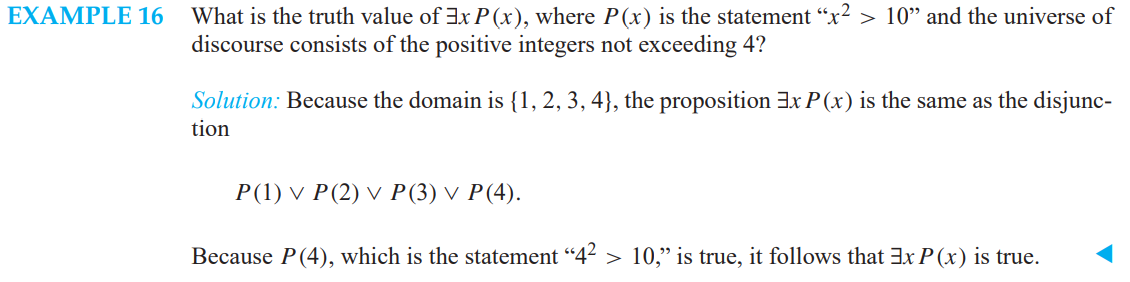 EXAMPLE 16 What is the truth value of ∃x P(x), where P(x) is the statement “x² > 10” and the universe of
discourse consists of the positive integers not exceeding 4?
Solution: Because the domain is {1, 2, 3, 4}, the proposition ∃x P(x) is the same as the disjunc-
tion
P(1) ∨ P(2) ∨ P(3) ∨ P(4).
Because P(4), which is the statement “4² > 10,” is true, it follows that ∃x P(x) is true.